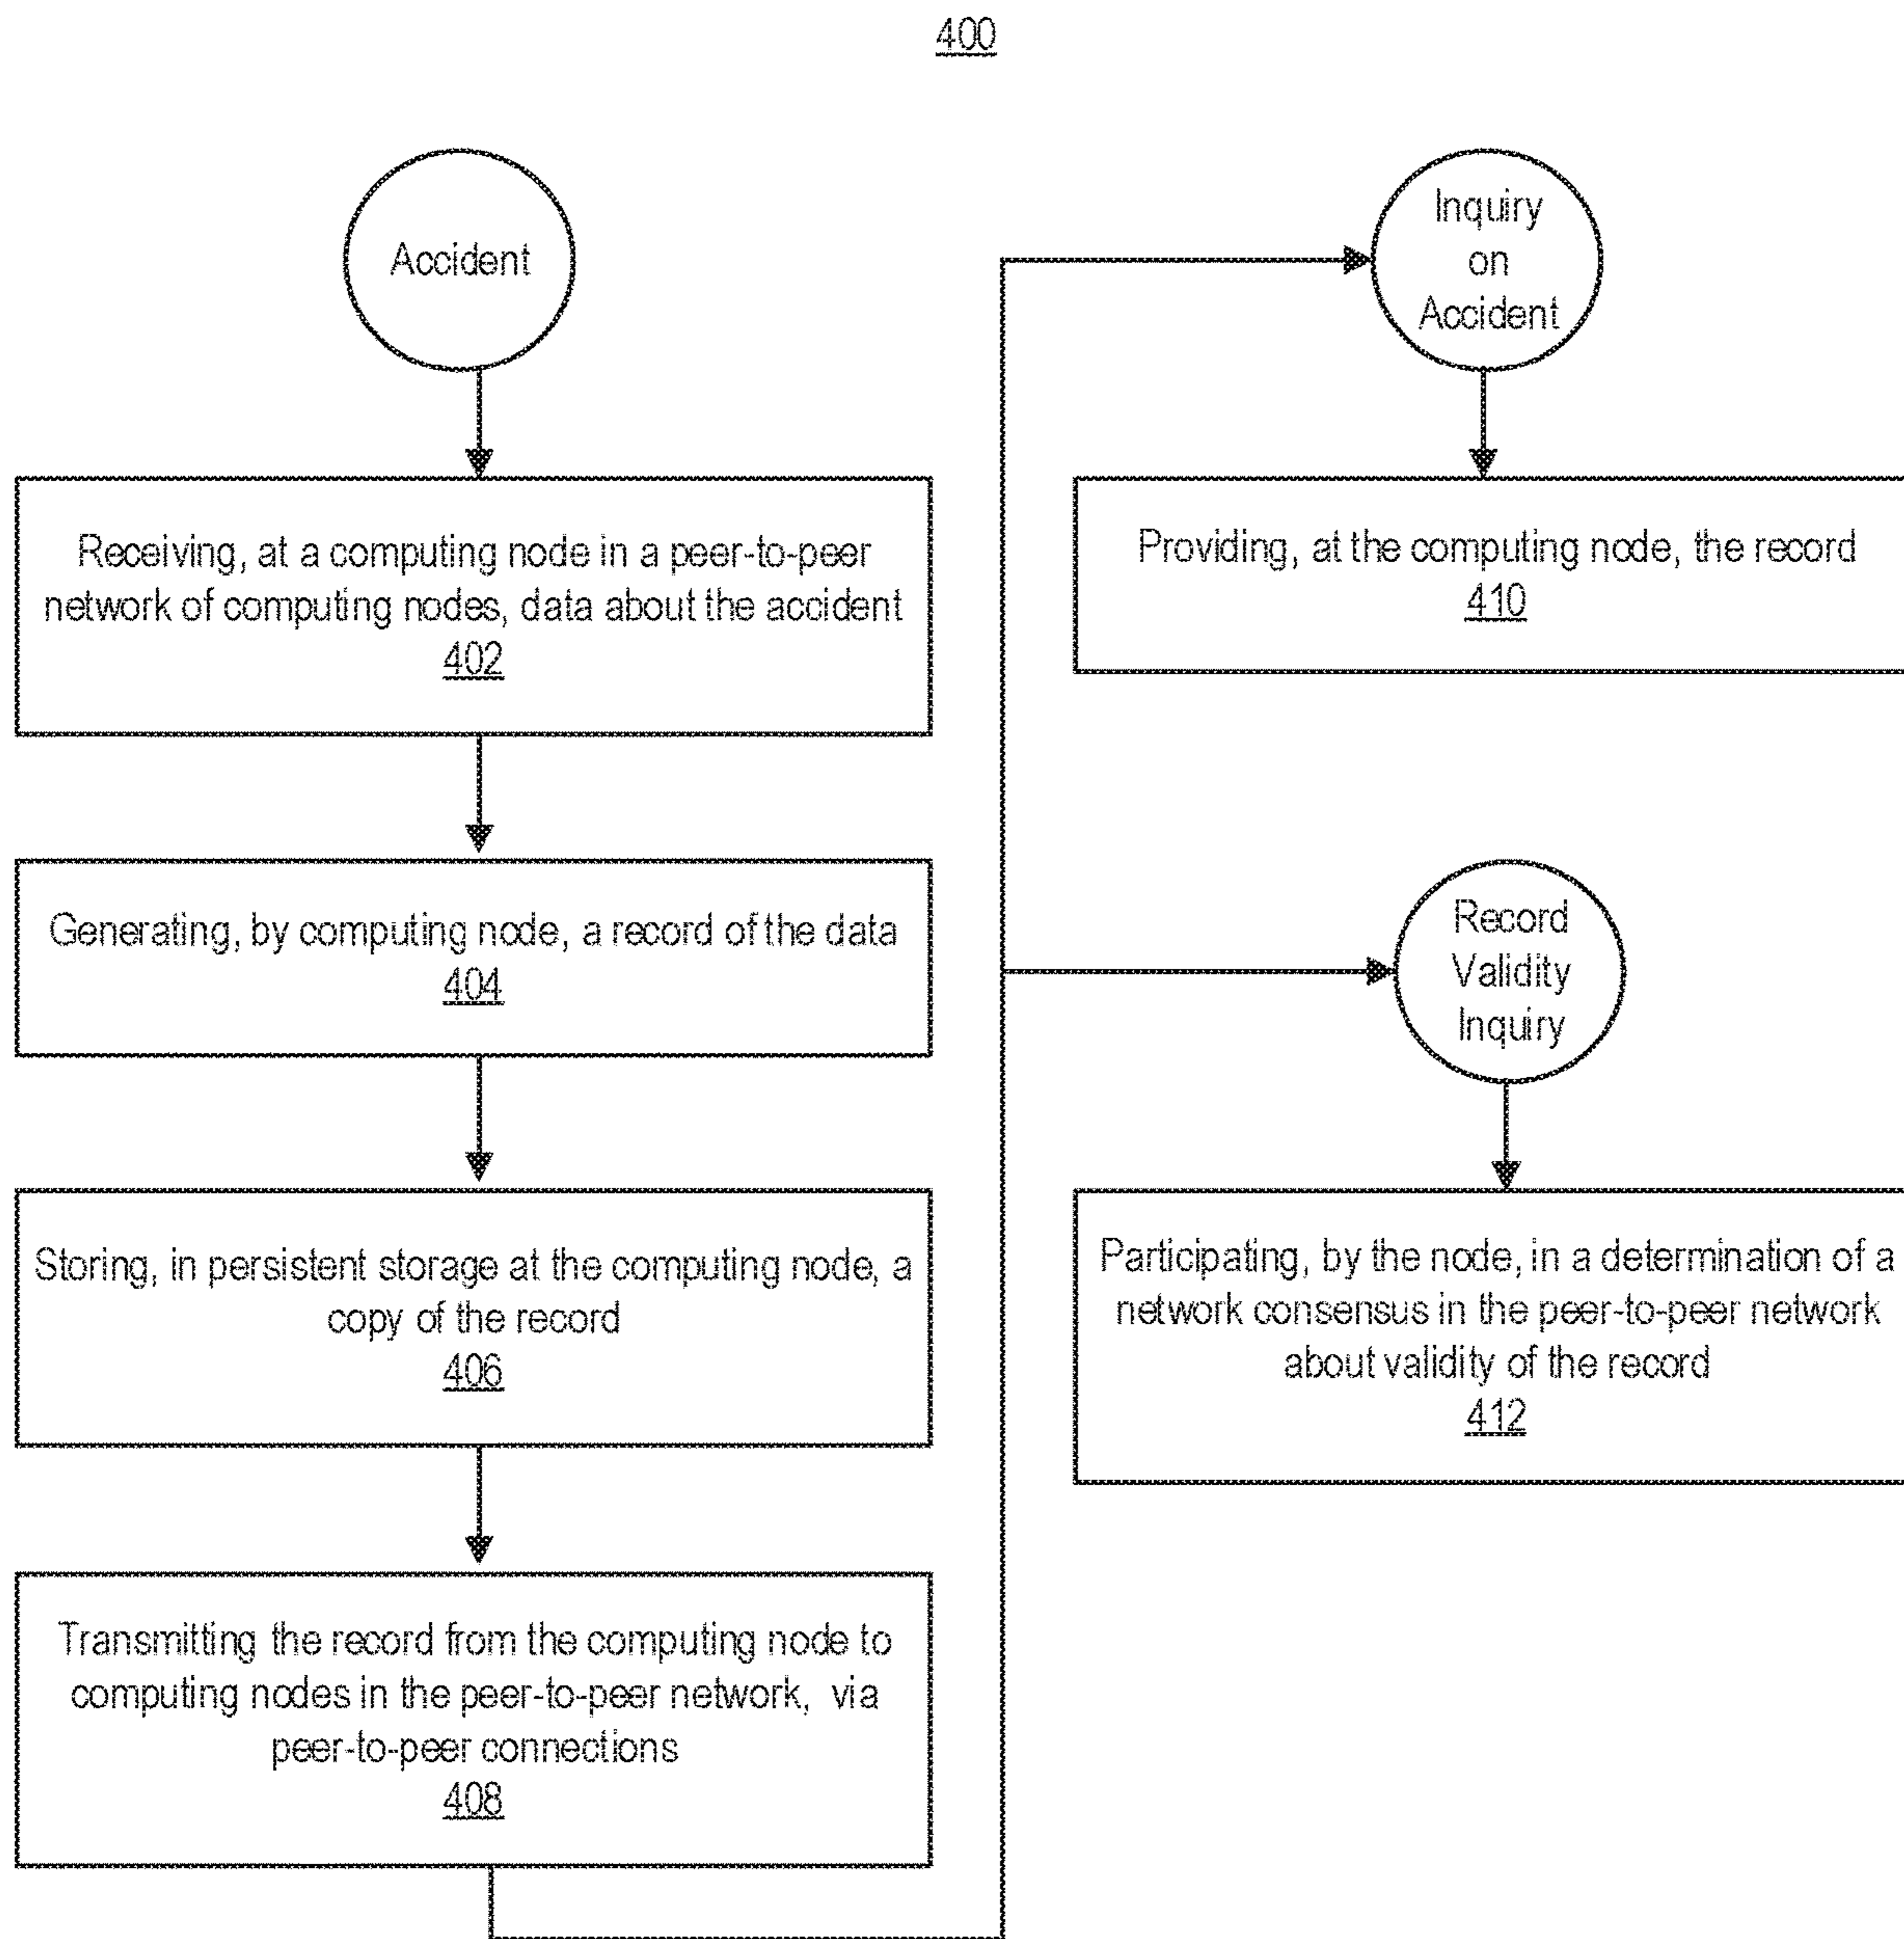 400
Accident
Receiving, at a computing node in a peer-to-peer
network of computing nodes, data about the accident
402
Generating, by computing node, a record of the data
404
Storing, in persistent storage at the computing node, a
copy of the record
406
Transmitting the record from the computing node to
computing nodes in the peer-to-peer network, via
peer-to-peer connections
408
Inquiry
on
Accident
Providing, at the computing node, the record
410
Record
Validity
Inquiry
Participating, by the node, in a determination of a
network consensus in the peer-to-peer network
about validity of the record
412